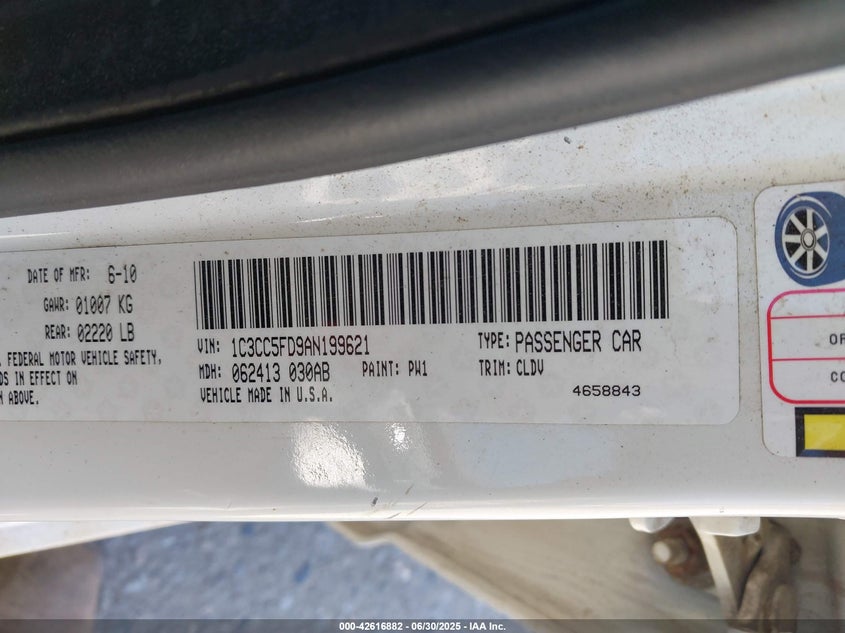 DATE OF MFR: 6-10
GAWR: 01007 KG
REAR: 02220 LB
FEDERAL MOTOR VEHICLE SAFETY,
IN EFFECT ON
ABOVE.
VIN: 1C3CC5FD9AN199621
TYPE: PASSENGER CAR
MDH: 062413 030AB
PAINT: PW1
TRIM: CLDV
VEHICLE MADE IN U.S.A.
4658843
000-42616882 - 06/30/2025 - IAA Inc.